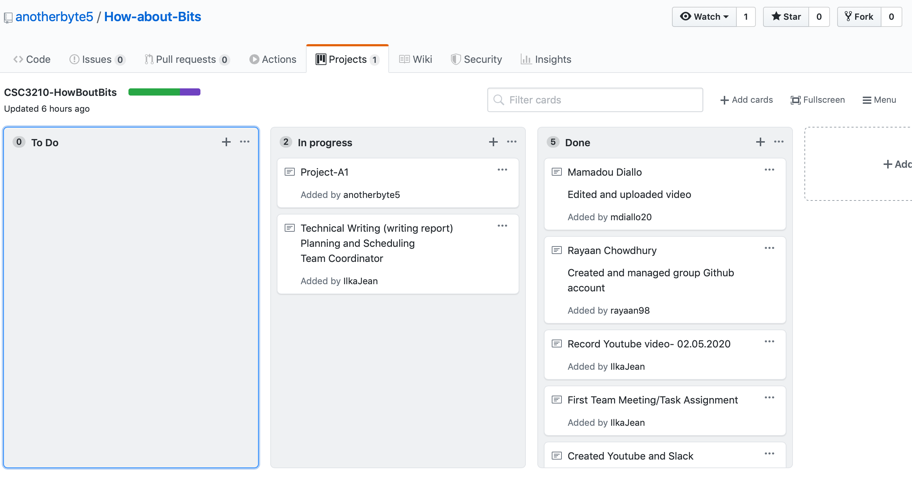 anotherbyte5 / How-about-Bits
Watch 1 Star 0 Fork 0
Code Issues 0 Pull requests 0 Actions Projects 1 Wiki Security Insights
CSC3210-HowBoutBits
Updated 6 hours ago
Filter cards
Add cards Fullscreen Menu
0 To Do
2 In progress
Project-A1
Added by anotherbyte5
Technical Writing (writing report)
Planning and Scheduling
Team Coordinator
Added by IlkaJean
5 Done
Mamadou Diallo
Edited and uploaded video
Added by mdiallo20
Rayaan Chowdhury
Created and managed group Github
account
Added by rayaan98
Record Youtube video- 02.05.2020
Added by IlkaJean
First Team Meeting/Task Assignment
Added by IlkaJean
Created Youtube and Slack
+ Add